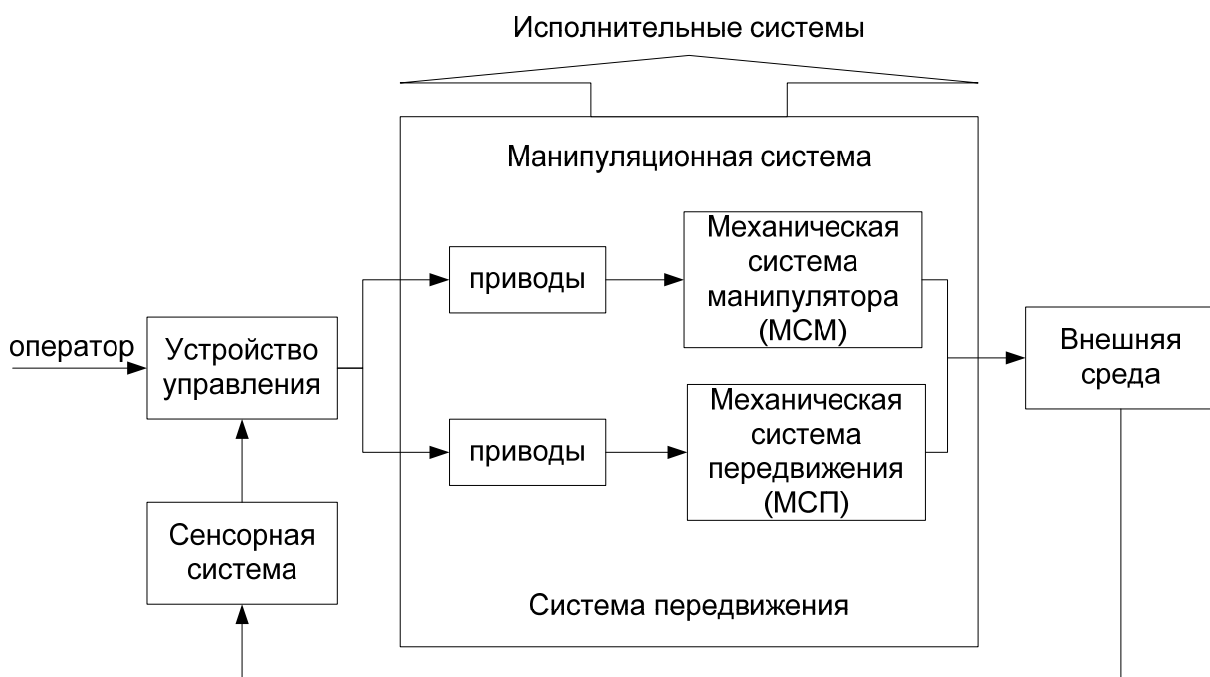 Исполнительные системы
Манипуляционная система
Механическая
система
манипулятора
(МСМ)
приводы
оператор
Устройство
управления
Внешняя
среда
Механическая
система
передвижения
(МСП)
приводы
Сенсорная
система
Система передвижения